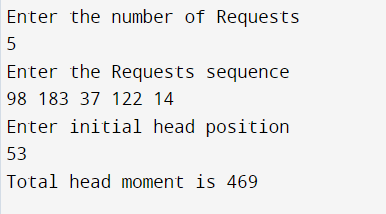 Enter the number of Requests
5
Enter the Requests sequence
98 183 37 122 14
Enter initial head position
53
Total head moment is 469